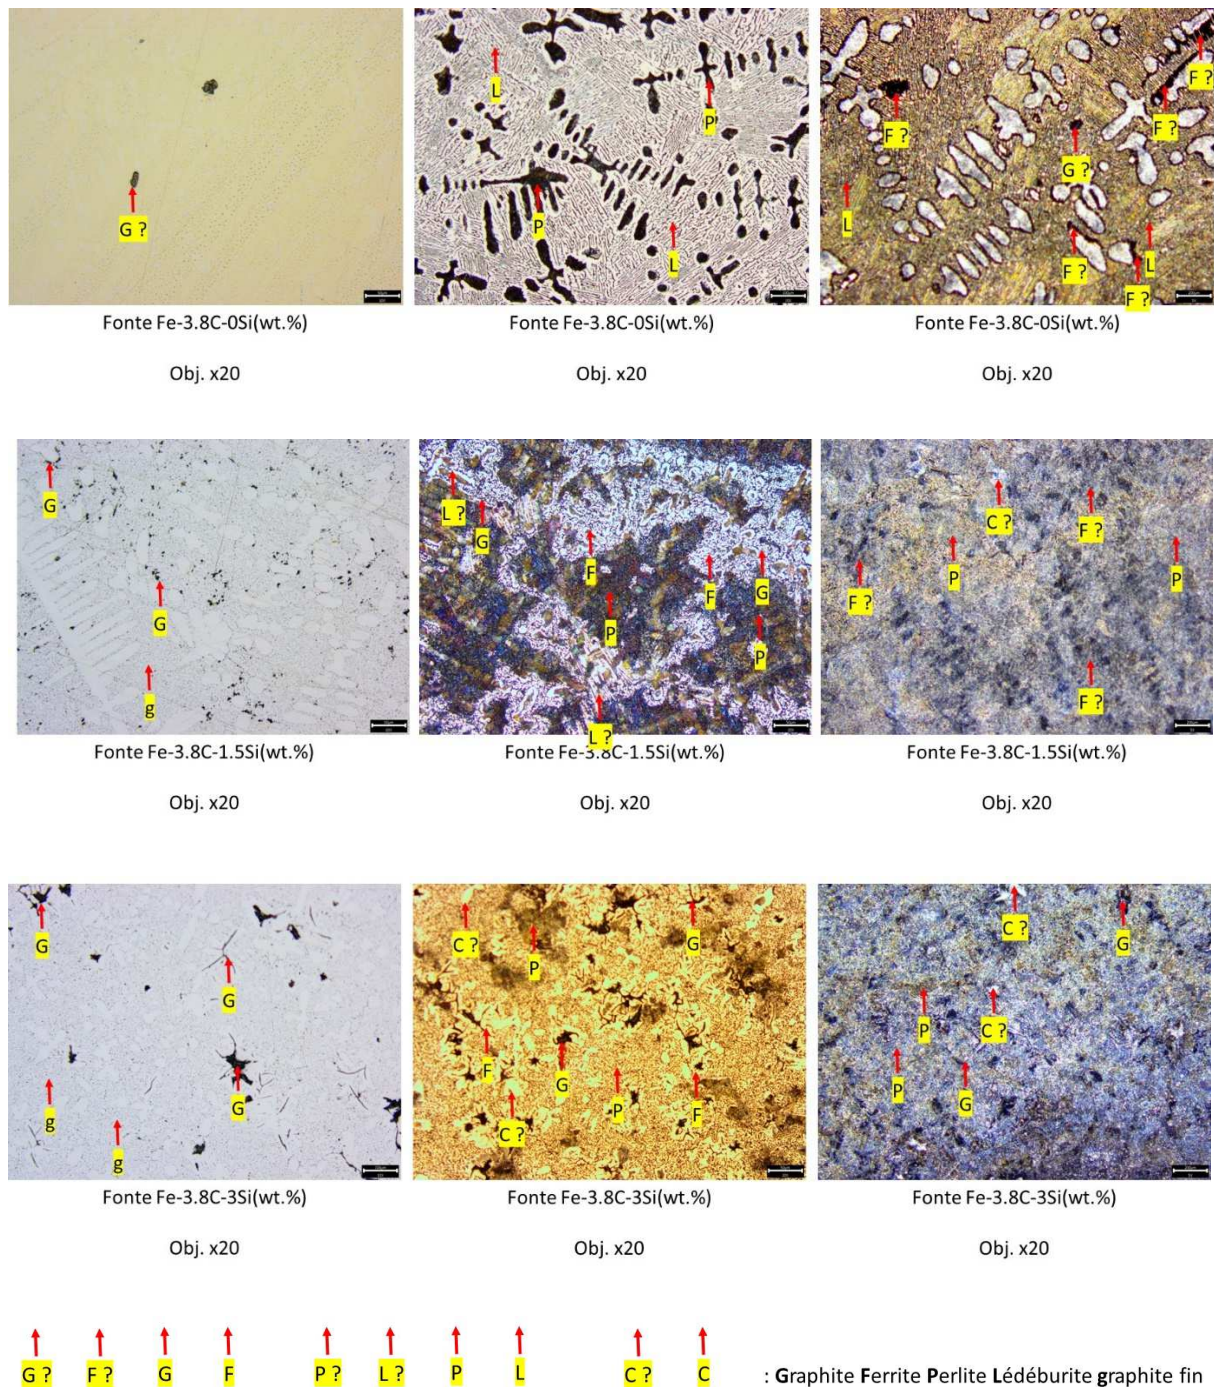 G ?
L
P
P
L
F ?
F ?
F ?
G ?
L
F ?
L
F ?
Fonte Fe-3.8C-0Si(wt.%)
Fonte Fe-3.8C-0Si(wt.%)
Fonte Fe-3.8C-0Si(wt.%)
Obj. x20
Obj. x20
Obj. x20
G
G
g
L ?
G
F
F
G
P
P
L ?
C ?
F ?
P
P
F ?
F ?
Fonte Fe-3.8C-1.5Si(wt.%)
Fonte Fe-3.8C-1.5Si(wt.%)
Fonte Fe-3.8C-1.5Si(wt.%)
Obj. x20
Obj. x20
Obj. x20
G
G
G
g
g
C ?
P
G
F
G
P
F
C ?
C ?
G
P
C ?
P
G
Fonte Fe-3.8C-3Si(wt.%)
Fonte Fe-3.8C-3Si(wt.%)
Fonte Fe-3.8C-3Si(wt.%)
Obj. x20
Obj. x20
Obj. x20
G ? F ? G F P ? L ? P L C ? C : Graphite Ferrite Perlite Lédéburite graphite fin